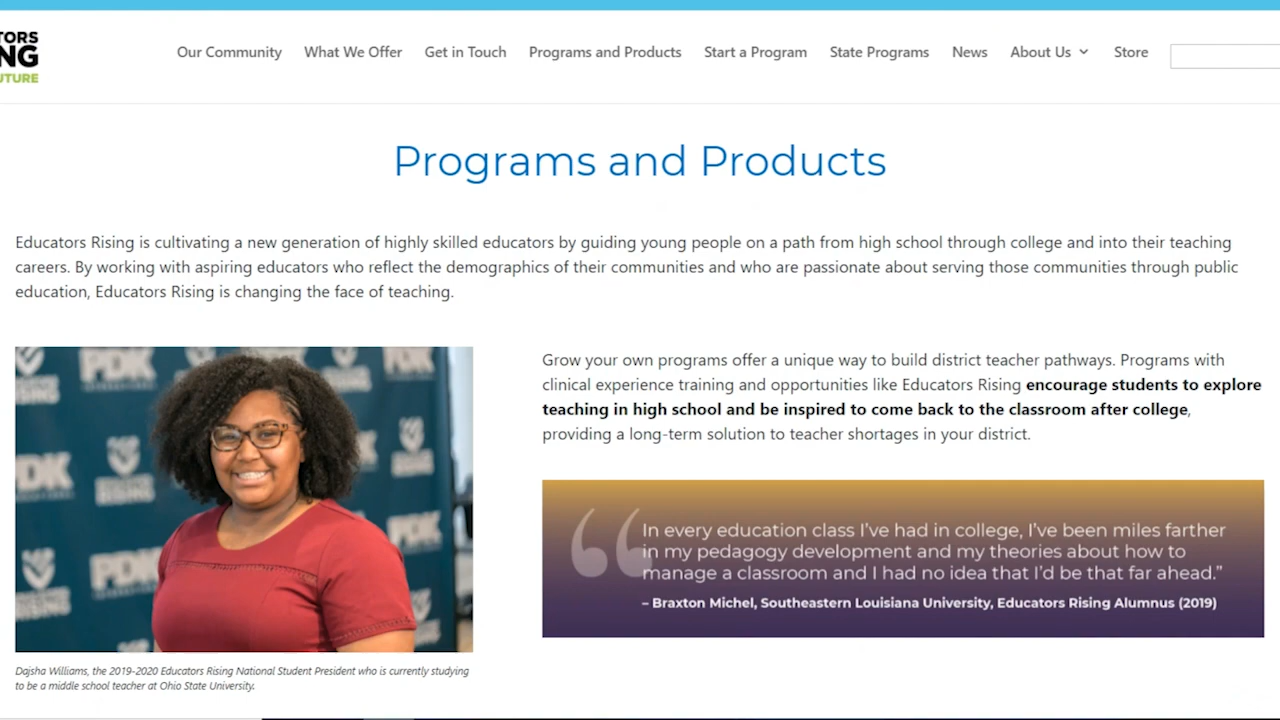 TORS
NG
UTURE
Our Community What We Offer Get in Touch Programs and Products Start a Program State Programs News About Us Store
Programs and Products
Educators Rising is cultivating a new generation of highly skilled educators by guiding young people on a path from high school through college and into their teaching
careers. By working with aspiring educators who reflect the demographics of their communities and who are passionate about serving those communities through public
education, Educators Rising is changing the face of teaching.
PDK
PDK
PDK
PDK
PDK
Grow your own programs offer a unique way to build district teacher pathways. Programs with
clinical experience training and opportunities like Educators Rising encourage students to explore
teaching in high school and be inspired to come back to the classroom after college,
providing a long-term solution to teacher shortages in your district.
“In every education class I’ve had in college, I’ve been miles farther
in my pedagogy development and my theories about how to
manage a classroom and I had no idea that I’d be that far ahead.”
– Braxton Michel, Southeastern Louisiana University, Educators Rising Alumnus (2019)
Dajsha Williams, the 2019-2020 Educators Rising National Student President who is currently studying
to be a middle school teacher at Ohio State University.